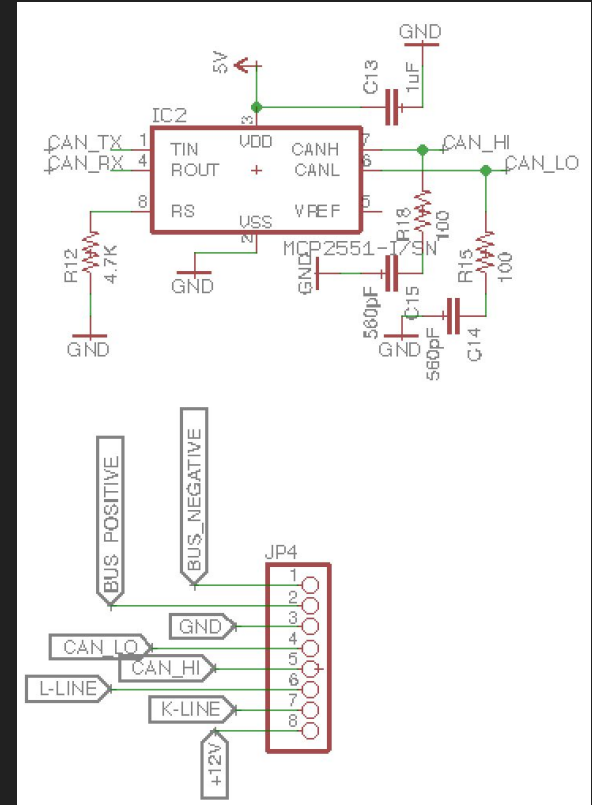 GND
5V
C13
1uF
IC2
3
CAN_TX
1
TIN
VDD
CANH
7
CAN_HI
CAN_RX
4
ROUT
CANL
6
CAN_LO
8
RS
VREF
5
VSS
2
MCP2551-I/SN
R18
100
R12
4.7K
R15
100
GND
GND
C15
560pF
GND
GND
560pF
C14
BUS_NEGATIVE
BUS POSITIVE
JP4
1
2
GND
3
CAN_LO
4
CAN_HI
5
L-LINE
6
K-LINE
7
8
+12V